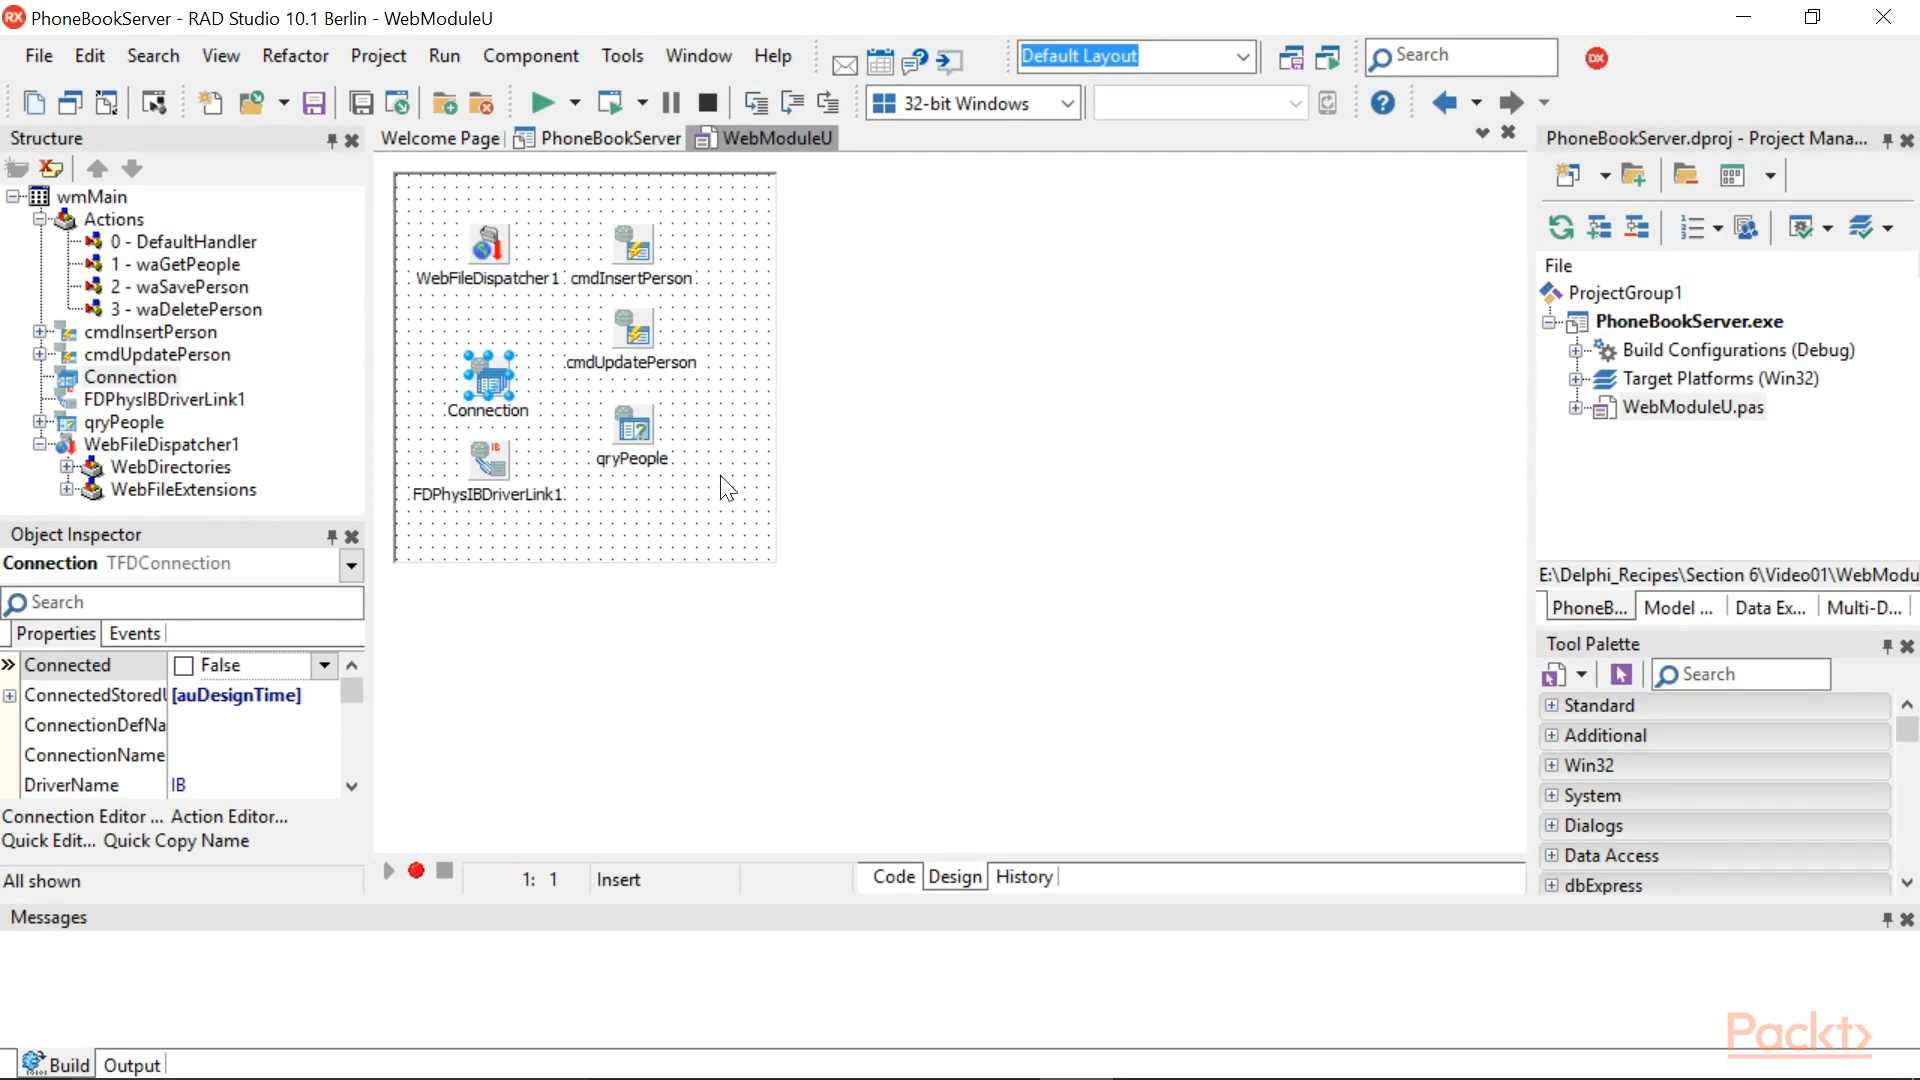 RX PhoneBookServer - RAD Studio 10.1 Berlin - WebModuleU
File Edit Search View Refactor Project Run Component Tools Window Help
Default Layout
Search
DX
32-bit Windows
Structure
wmMain
Actions
0 - DefaultHandler
1 - waGetPeople
2 - waSavePerson
3 - waDeletePerson
cmdInsertPerson
cmdUpdatePerson
Connection
FDPhysIBDriverLink1
qryPeople
WebFileDispatcher1
WebDirectories
WebFileExtensions
Object Inspector
Connection TFDConnection
Search
Properties Events
Connected False
ConnectedStoredU [auDesignTime]
ConnectionDefNa
ConnectionName
DriverName IB
Connection Editor ... Action Editor...
Quick Edit... Quick Copy Name
All shown
Welcome Page PhoneBookServer WebModuleU
WebFileDispatcher1 cmdInsertPerson
cmdUpdatePerson
Connection
IB
qryPeople
FDPhysIBDriverLink1
1: 1 Insert
Code Design History
PhoneBookServer.dproj - Project Mana...
File
ProjectGroup1
PhoneBookServer.exe
Build Configurations (Debug)
Target Platforms (Win32)
WebModuleU.pas
E:\Delphi_Recipes\Section 6\Video01\WebModu
PhoneB... Model ... Data Ex... Multi-D...
Tool Palette
Search
Standard
Additional
Win32
System
Dialogs
Data Access
dbExpress
Messages
Build Output
Packt>